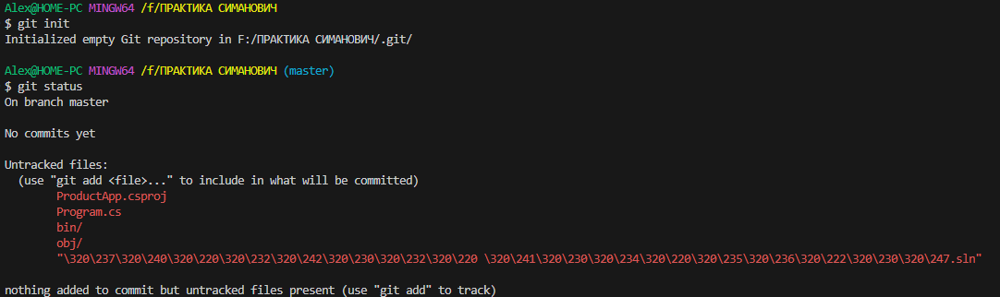 Alex@HOME-PC MINGW64 /f/ПРАКТИКА СИМАНОВИЧ
$ git init
Initialized empty Git repository in F:/ПРАКТИКА СИМАНОВИЧ/.git/
Alex@HOME-PC MINGW64 /f/ПРАКТИКА СИМАНОВИЧ (master)
$ git status
On branch master
No commits yet
Untracked files:
(use "git add <file>..." to include in what will be committed)
ProductApp.csproj
Program.cs
bin/
obj/
"\320\237\320\240\320\220\320\232\320\242\320\230\320\232\320\220 \320\241\320\230\320\234\320\220\320\235\320\236\320\222\320\230\320\247.sln"
nothing added to commit but untracked files present (use "git add" to track)